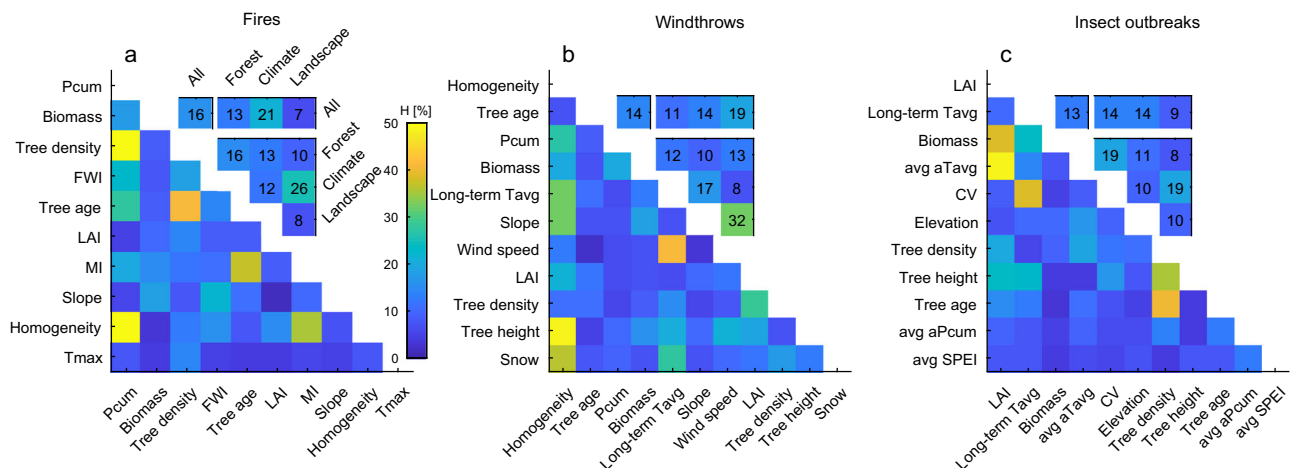 Fires
Windthrows
Insect outbreaks
a
All
Forest
Climate
Landscape
16
13
21
7
All
16
13
10
Forest
12
26
Climate
8
Landscape
H [%]
50
40
30
20
10
0
Pcum
Biomass
Tree density
FWI
Tree age
LAI
MI
Slope
Homogeneity
Tmax
Pcum
Biomass
Tree density
FWI
Tree age
LAI
MI
Slope
Homogeneity
Tmax
b
14
11
14
19
12
10
13
17
8
32
Homogeneity
Tree age
Pcum
Biomass
Long-term Tavg
Slope
Wind speed
LAI
Tree density
Tree height
Snow
Homogeneity
Tree age
Pcum
Biomass
Long-term Tavg
Slope
Wind speed
LAI
Tree density
Tree height
Snow
c
13
14
14
9
19
11
8
10
19
10
LAI
Long-term Tavg
Biomass
avg aTavg
CV
Elevation
Tree density
Tree height
Tree age
avg aPcum
avg SPEI
LAI
Long-term Tavg
Biomass
avg aTavg
CV
Elevation
Tree density
Tree height
Tree age
avg aPcum
avg SPEI